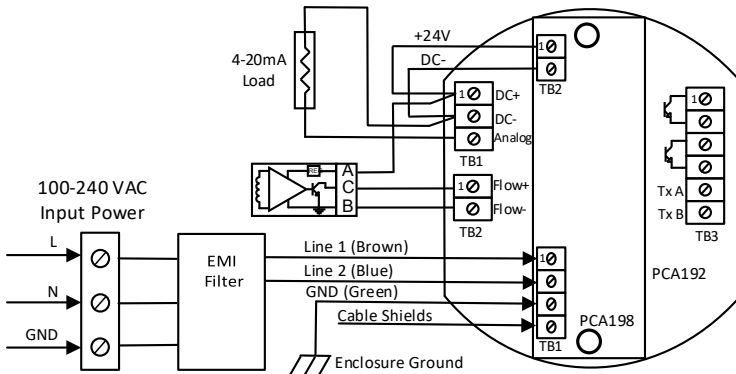 +24V
DC-
4-20mA
Load
1
TB2
1 DC+
DC-
Analog
TB1
1
Tx A
Tx B
TB3
REG
A
C
B
1 Flow+
Flow-
TB2
100-240 VAC
Input Power
L
N
GND
EMI
Filter
Line 1 (Brown)
Line 2 (Blue)
GND (Green)
Cable Shields
Enclosure Ground
1
TB1
PCA198
PCA192